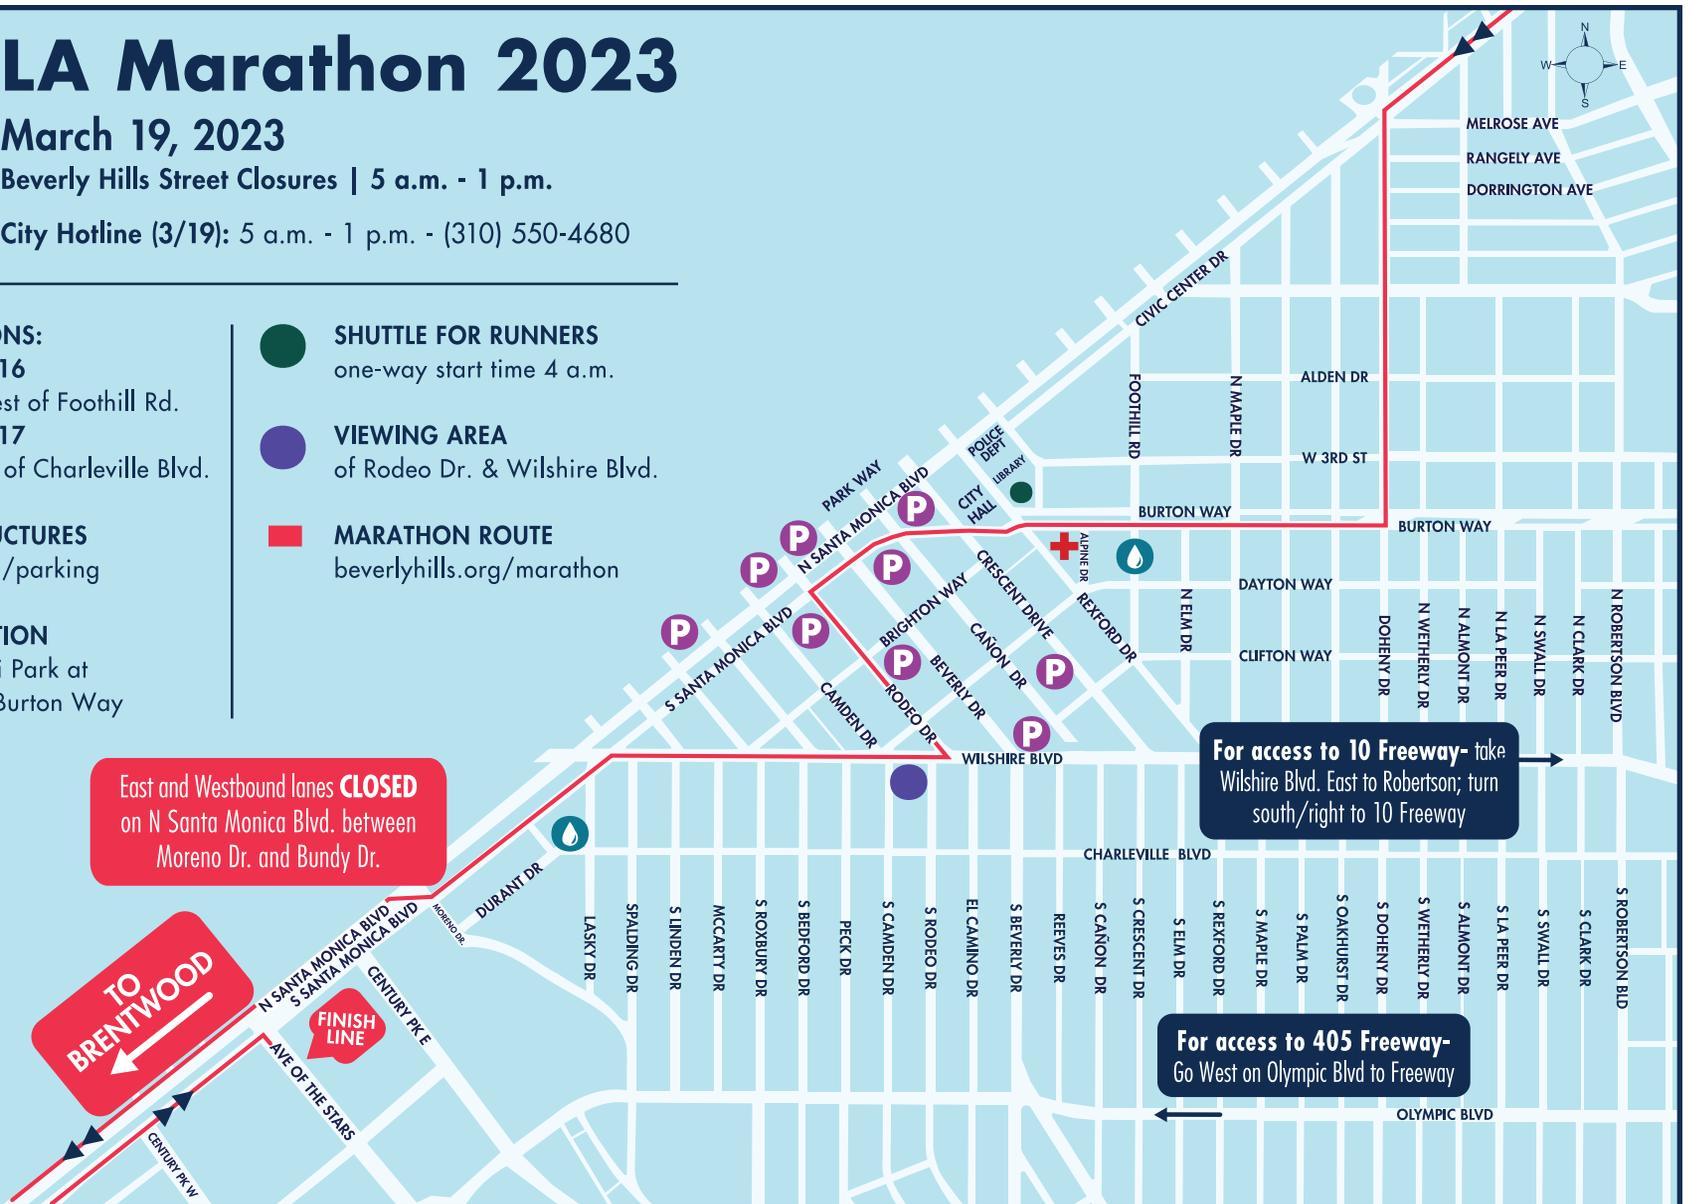 LA Marathon 2023
March 19, 2023
Beverly Hills Street Closures | 5 a.m. - 1 p.m.
City Hotline (3/19): 5 a.m. - 1 p.m. - (310) 550-4680
ONS:
16
est of Foothill Rd.
17
of Charleville Blvd.
UCTURES
/parking
TION
i Park at
Burton Way
SHUTTLE FOR RUNNERS
one-way start time 4 a.m.
VIEWING AREA
of Rodeo Dr. & Wilshire Blvd.
MARATHON ROUTE
beverlyhills.org/marathon
N
W
E
S
MELROSE AVE
RANGELY AVE
DORRINGTON AVE
CIVIC CENTER DR
ALDEN DR
FOOTHILL RD
N MAPLE DR
W 3RD ST
POLICE
DEPT
LIBRARY
CITY
HALL
PARK WAY
N SANTA MONICA BLVD
BURTON WAY
BURTON WAY
P
P
P
P
P
P
P
P
P
ALPINE DR
CRESCENT DRIVE
BRIGHTON WAY
REXFORD DR
CAÑON DR
BEVERLY DR
RODEO DR
CAMDEN DR
S SANTA MONICA BLVD
DAYTON WAY
CLIFTON WAY
N ELM DR
DOHENY DR
N WETHERLY DR
N ALMONT DR
N LA PEER DR
N SWALL DR
N CLARK DR
N ROBERTSON BLVD
WILSHIRE BLVD
For access to 10 Freeway- take
Wilshire Blvd. East to Robertson; turn
south/right to 10 Freeway
East and Westbound lanes CLOSED
on N Santa Monica Blvd. between
Moreno Dr. and Bundy Dr.
CHARLEVILLE BLVD
DURANT DR
MORENO DR.
N SANTA MONICA BLVD
S SANTA MONICA BLVD
TO
BRENTWOOD
FINISH
LINE
CENTURY PK E
AVE OF THE STARS
CENTURY PK W
LASKY DR
SPALDING DR
S LINDEN DR
MCCARTY DR
S ROXBURY DR
S BEDFORD DR
PECK DR
S CAMDEN DR
S RODEO DR
EL CAMINO DR
S BEVERLY DR
REEVES DR
S CAÑON DR
S CRESCENT DR
S ELM DR
S REXFORD DR
S MAPLE DR
S PALM DR
S OAKHURST DR
S DOHENY DR
S WETHERLY DR
S ALMONT DR
S LA PEER DR
S SWALL DR
S CLARK DR
S ROBERTSON BLD
For access to 405 Freeway-
Go West on Olympic Blvd to Freeway
OLYMPIC BLVD